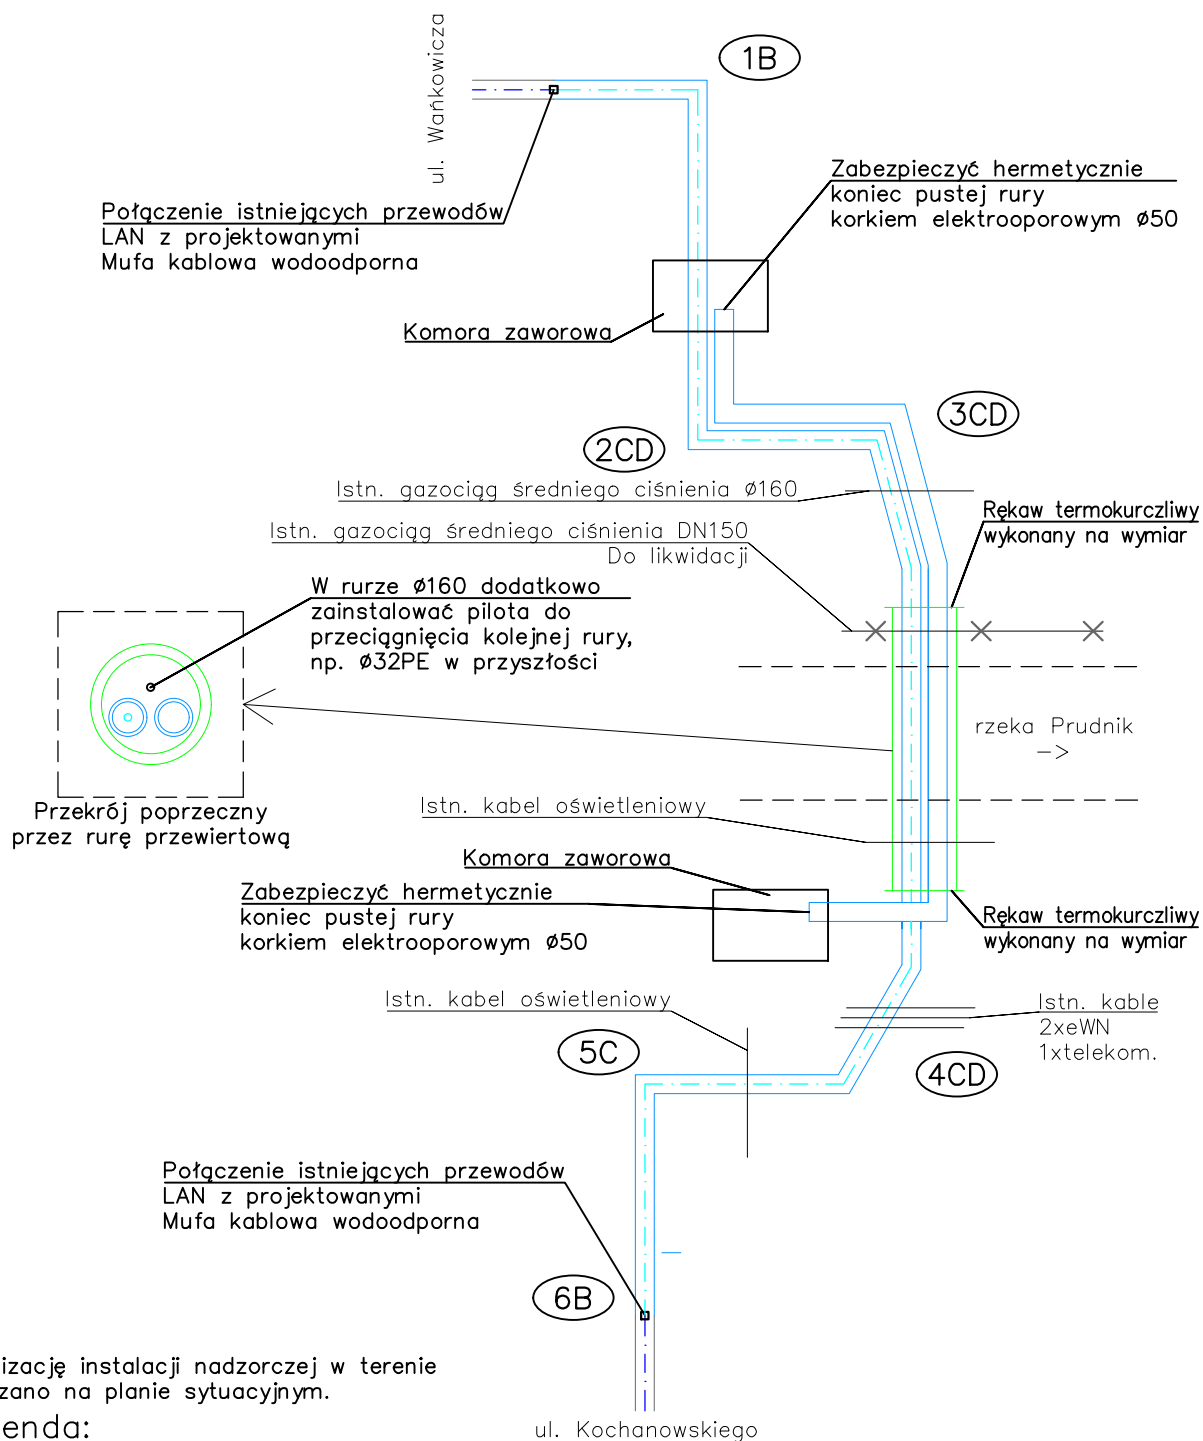 ul. Wańkowicza
1B
Zabezpieczyć hermetycznie
koniec pustej rury
korkiem elektrooporowym ø50
Połączenie istniejących przewodów
LAN z projektowanymi
Mufa kablowa wodoodporna
Komora zaworowa
3CD
2CD
Istn. gazociąg średniego ciśnienia ø160
Rękaw termokurczliwy
wykonany na wymiar
Istn. gazociąg średniego ciśnienia DN150
Do likwidacji
W rurze ø160 dodatkowo
zainstalować pilota do
przeciągnięcia kolejnej rury,
np. ø32PE w przyszłości
rzeka Prudnik
->
Przekrój poprzeczny
przez rurę przewiertową
Istn. kabel oświetleniowy
Komora zaworowa
Zabezpieczyć hermetycznie
koniec pustej rury
korkiem elektrooporowym ø50
Rękaw termokurczliwy
wykonany na wymiar
Istn. kabel oświetleniowy
Istn. kable
2xeWN
1xtelekom.
5C
4CD
Połączenie istniejących przewodów
LAN z projektowanymi
Mufa kablowa wodoodporna
6B
izację instalacji nadzorczej w terenie
zano na planie sytuacyjnym.
enda:
ul. Kochanowskiego